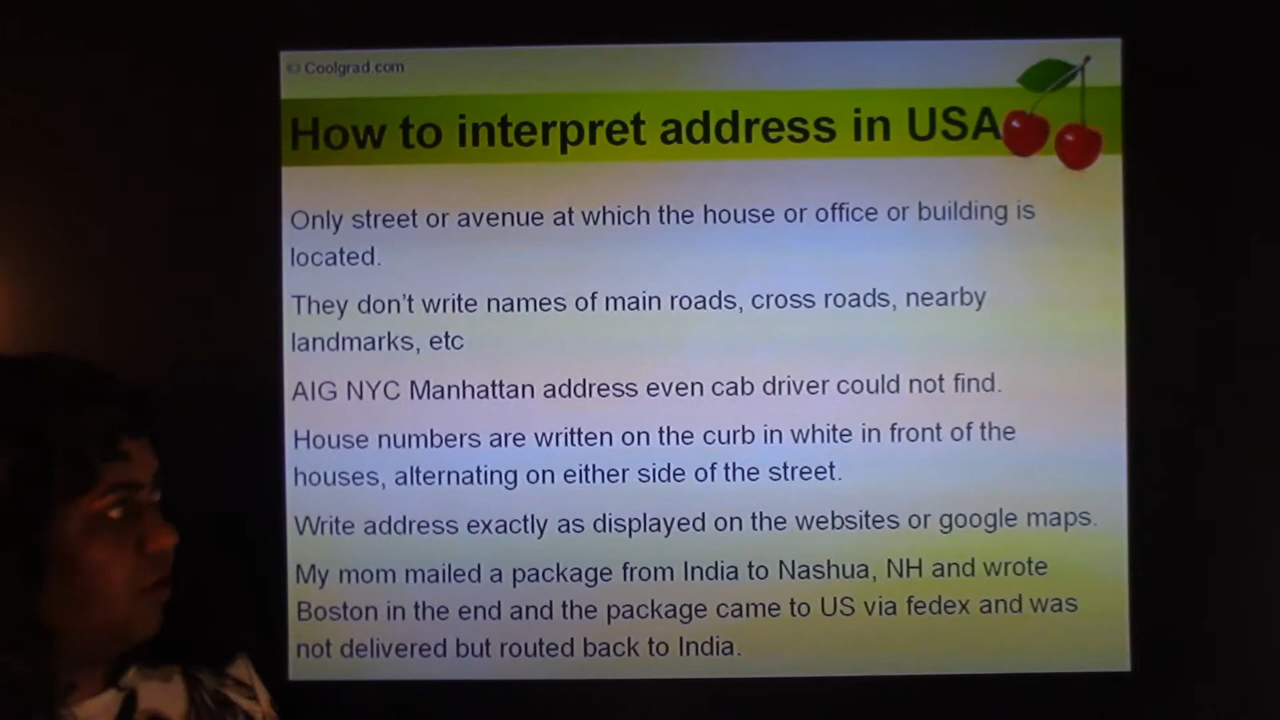 © Coolgrad.com
How to interpret address in USA
Only street or avenue at which the house or office or building is
located.
They don't write names of main roads, cross roads, nearby
landmarks, etc
AIG NYC Manhattan address even cab driver could not find.
House numbers are written on the curb in white in front of the
houses, alternating on either side of the street.
Write address exactly as displayed on the websites or google maps.
My mom mailed a package from India to Nashua, NH and wrote
Boston in the end and the package came to US via fedex and was
not delivered but routed back to India.